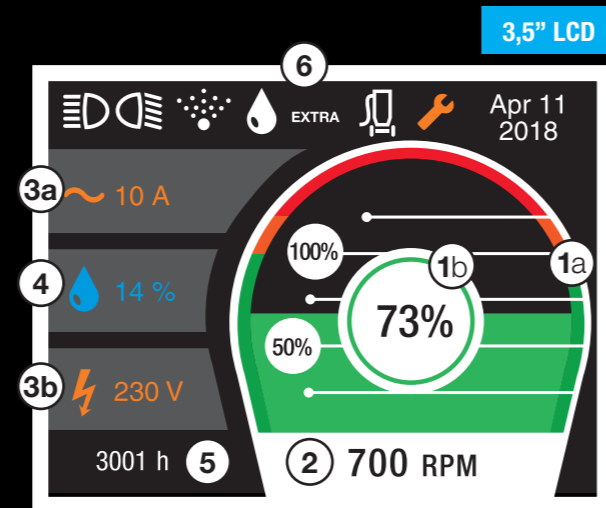 3,5” LCD
6
EXTRA
Apr 11
2018
3a
10 A
100%
1b
1a
4
14 %
73%
50%
3b
230 V
3001 h
5
2
700 RPM